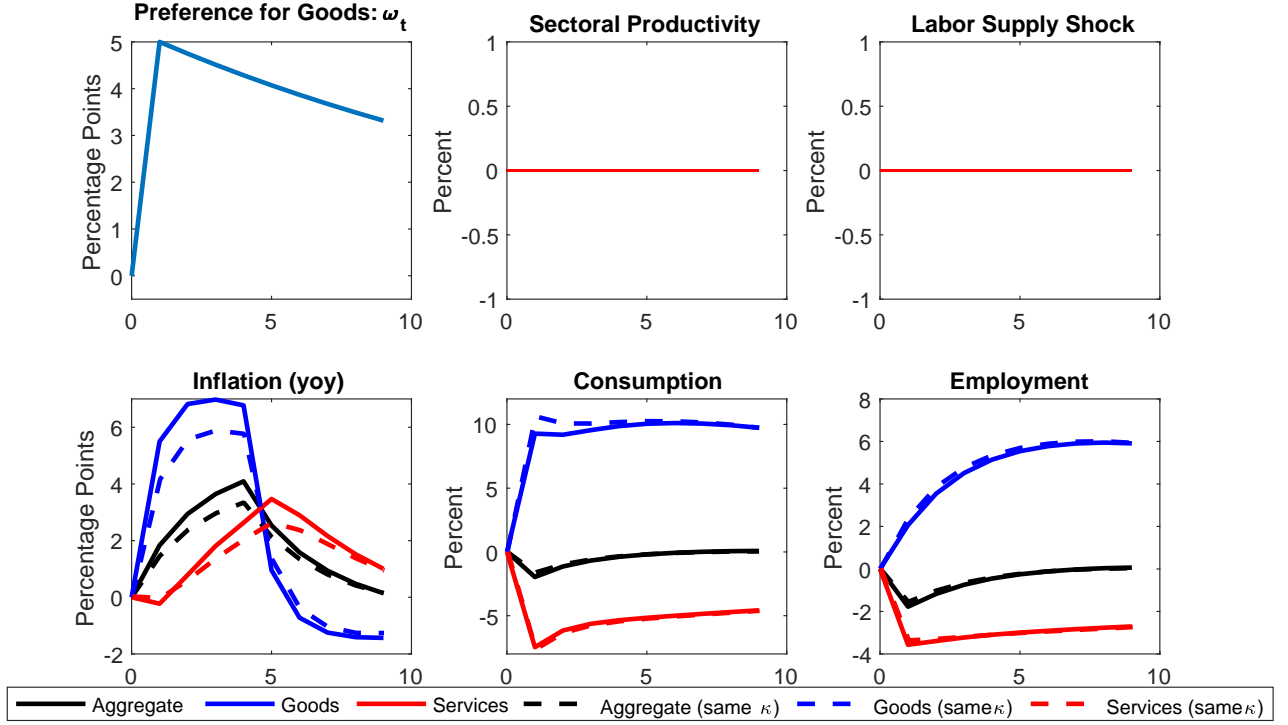 Preference for Goods: ωt
Percentage Points
5
4
3
2
1
0
0 5 10
Sectoral Productivity
Percent
1
0.5
0
-0.5
-1
0 5 10
Labor Supply Shock
Percent
1
0.5
0
-0.5
-1
0 5 10
Inflation (yoy)
Percentage Points
6
4
2
0
-2
0 5 10
Consumption
Percent
10
5
0
-5
0 5 10
Employment
Percent
8
6
4
2
0
-2
-4
0 5 10
Aggregate Goods Services Aggregate (same κ) Goods (sameκ) Services (sameκ)